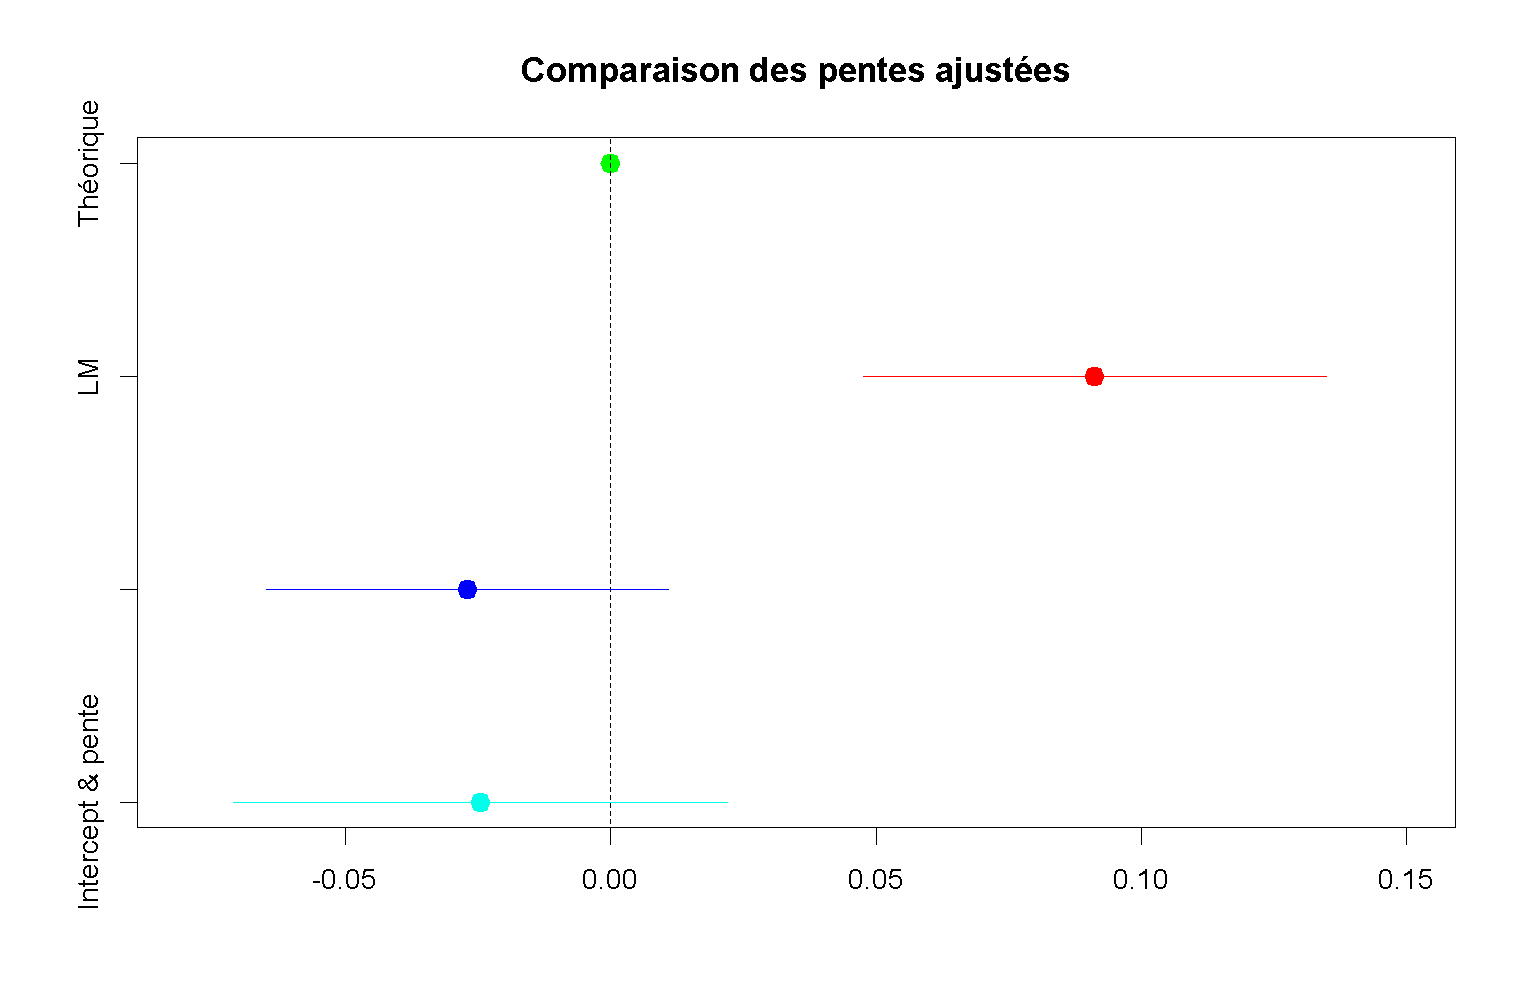 Comparaison des pentes ajustées
Théorique
LM
Intercept & pente
-0.05
0.00
0.05
0.10
0.15